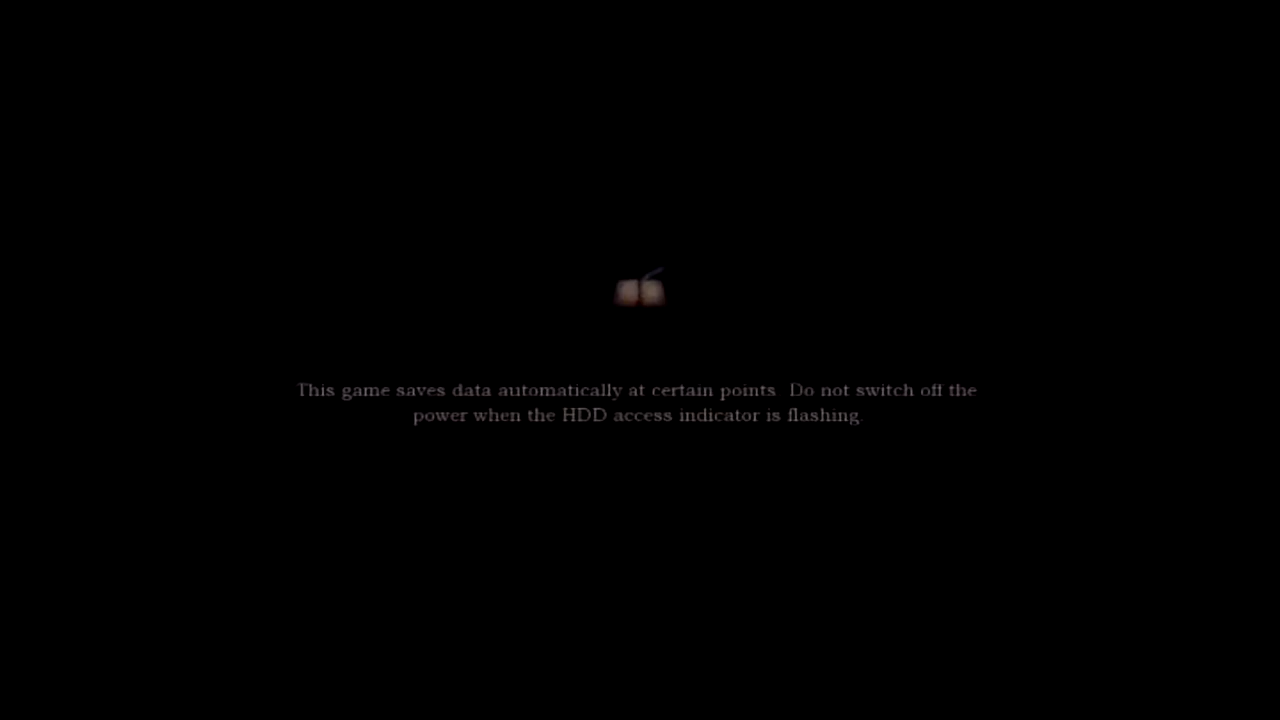 This game saves data automatically at certain points. Do not switch off the
power when the HDD access indicator is flashing.